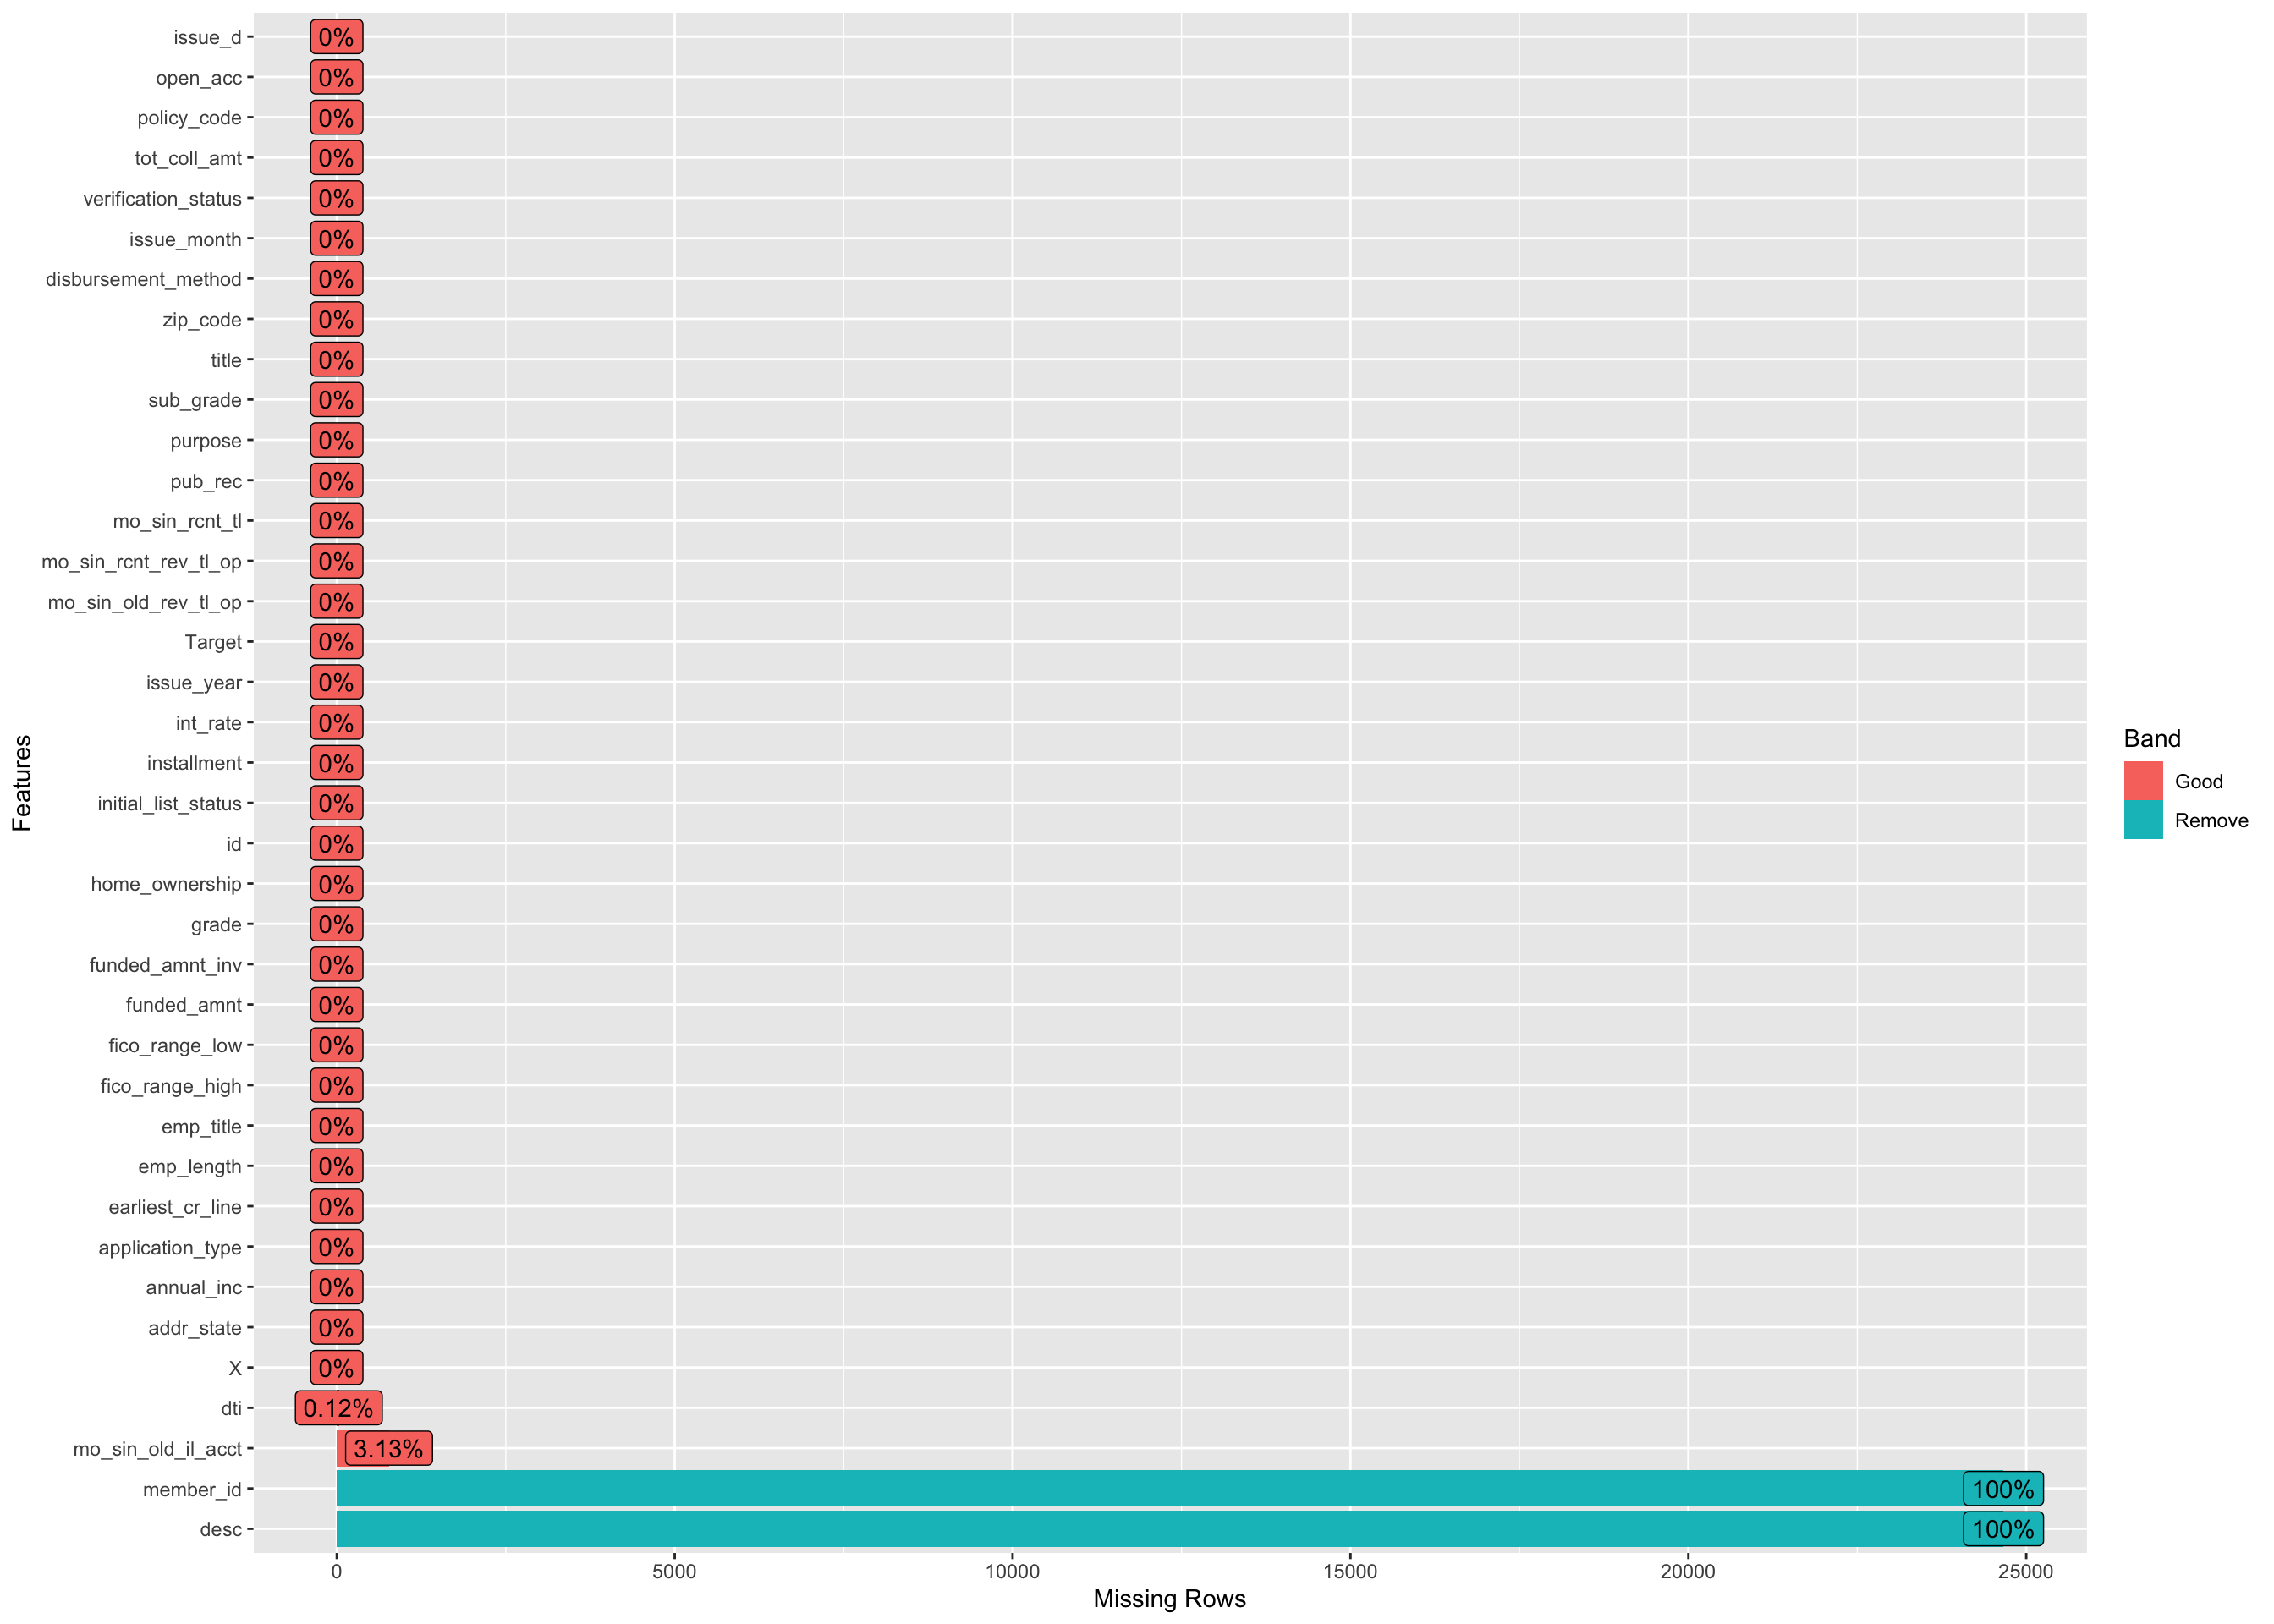 issue_d 0%
open_acc 0%
policy_code 0%
tot_coll_amt 0%
verification_status 0%
issue_month 0%
disbursement_method 0%
zip_code 0%
title 0%
sub_grade 0%
purpose 0%
pub_rec 0%
mo_sin_rcnt_tl 0%
mo_sin_rcnt_rev_tl_op 0%
mo_sin_old_rev_tl_op 0%
Target 0%
issue_year 0%
int_rate 0%
installment 0%
initial_list_status 0%
id 0%
home_ownership 0%
grade 0%
funded_amnt_inv 0%
funded_amnt 0%
fico_range_low 0%
fico_range_high 0%
emp_title 0%
emp_length 0%
earliest_cr_line 0%
application_type 0%
annual_inc 0%
addr_state 0%
X 0%
dti 0.12%
mo_sin_old_il_acct 3.13%
member_id 100%
desc 100%
0 5000 10000 15000 20000 25000
Missing Rows
Features
Band
Good
Remove